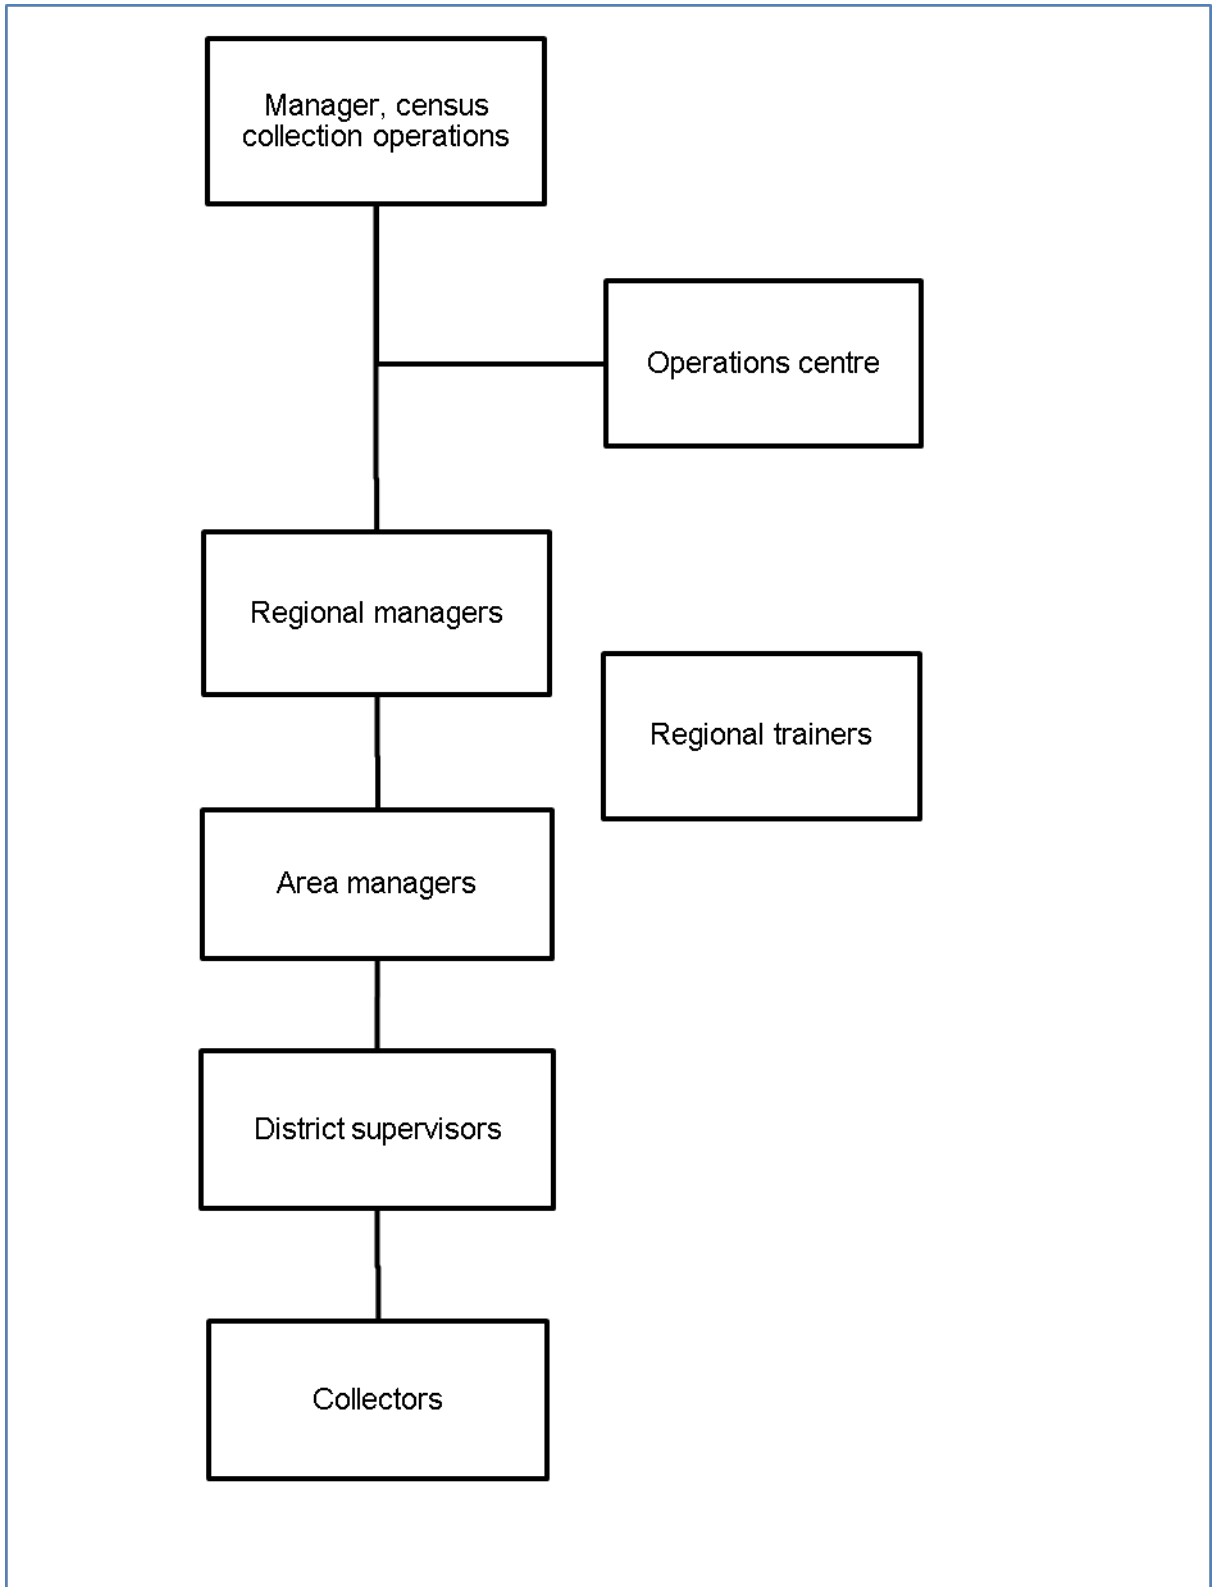 Manager, census
collection operations
Operations centre
Regional managers
Regional trainers
Area managers
District supervisors
Collectors